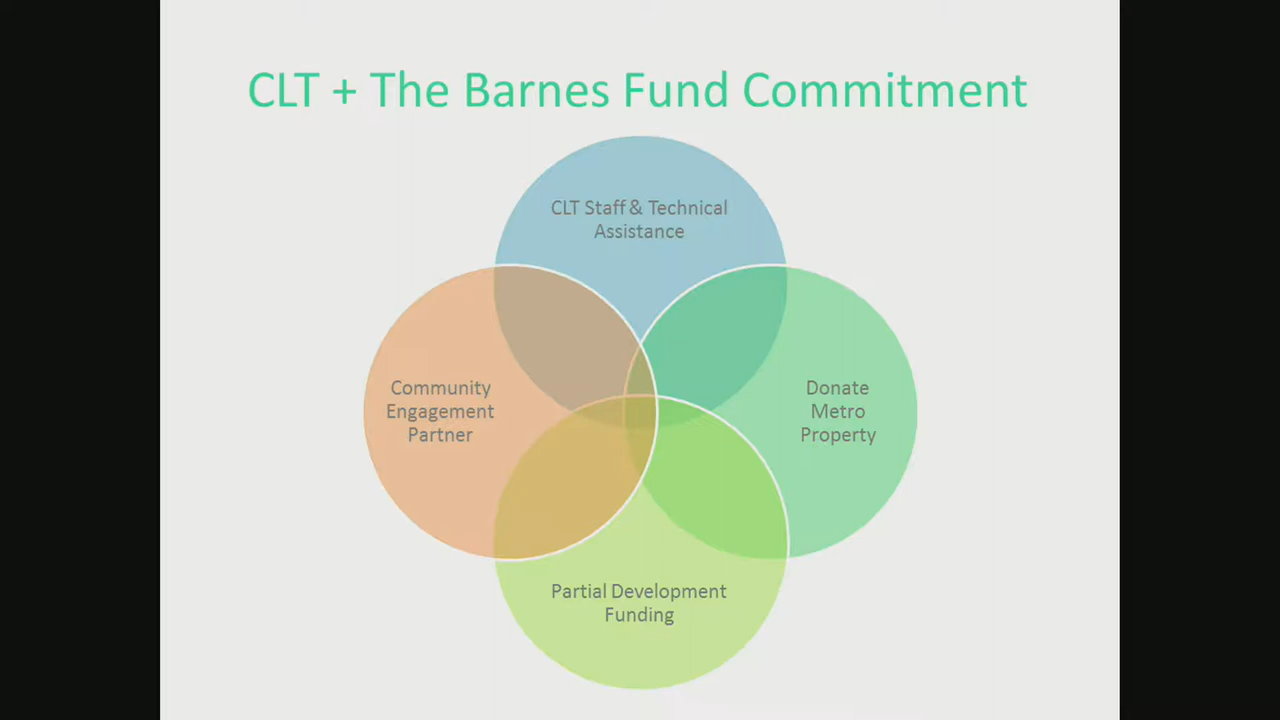 CLT + The Barnes Fund Commitment
CLT Staff & Technical
Assistance
Community
Engagement
Partner
Donate
Metro
Property
Partial Development
Funding